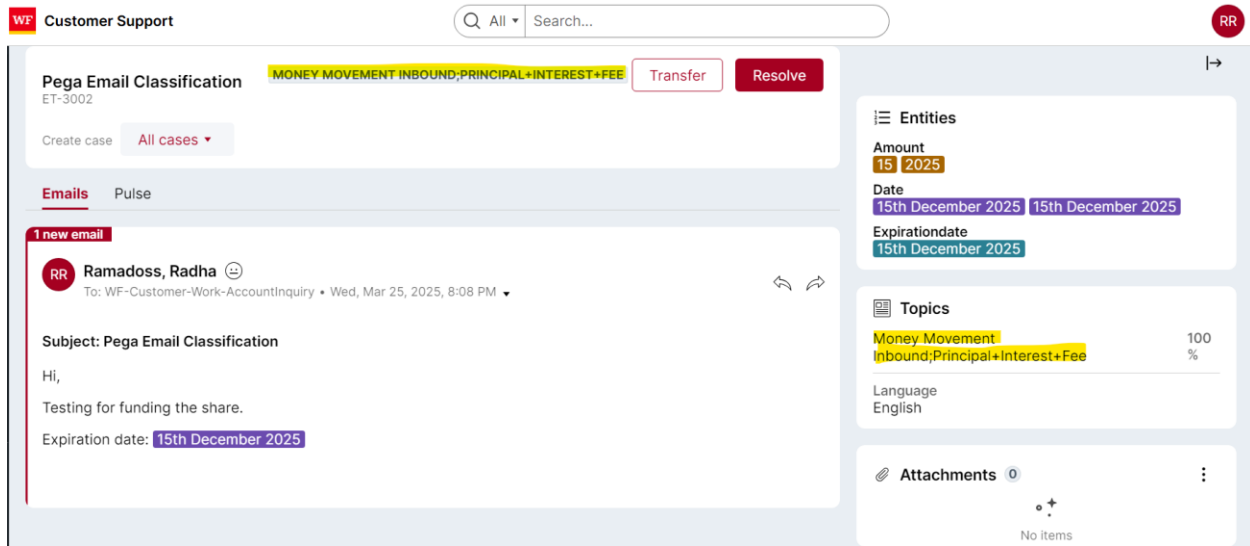 WF Customer Support
All
Search...
RR
Pega Email Classification
ET-3002
MONEY MOVEMENT INBOUND;PRINCIPAL+INTEREST+FEE
Transfer
Resolve
Create case
All cases
Emails
Pulse
1 new email
RR
Ramadoss, Radha
To: WF-Customer-Work-AccountInquiry • Wed, Mar 25, 2025, 8:08 PM
Subject: Pega Email Classification
Hi,
Testing for funding the share.
Expiration date: 15th December 2025
Entities
Amount
15 2025
Date
15th December 2025 15th December 2025
Expirationdate
15th December 2025
Topics
Money Movement 100
Inbound;Principal+Interest+Fee %
Language
English
Attachments 0
No items